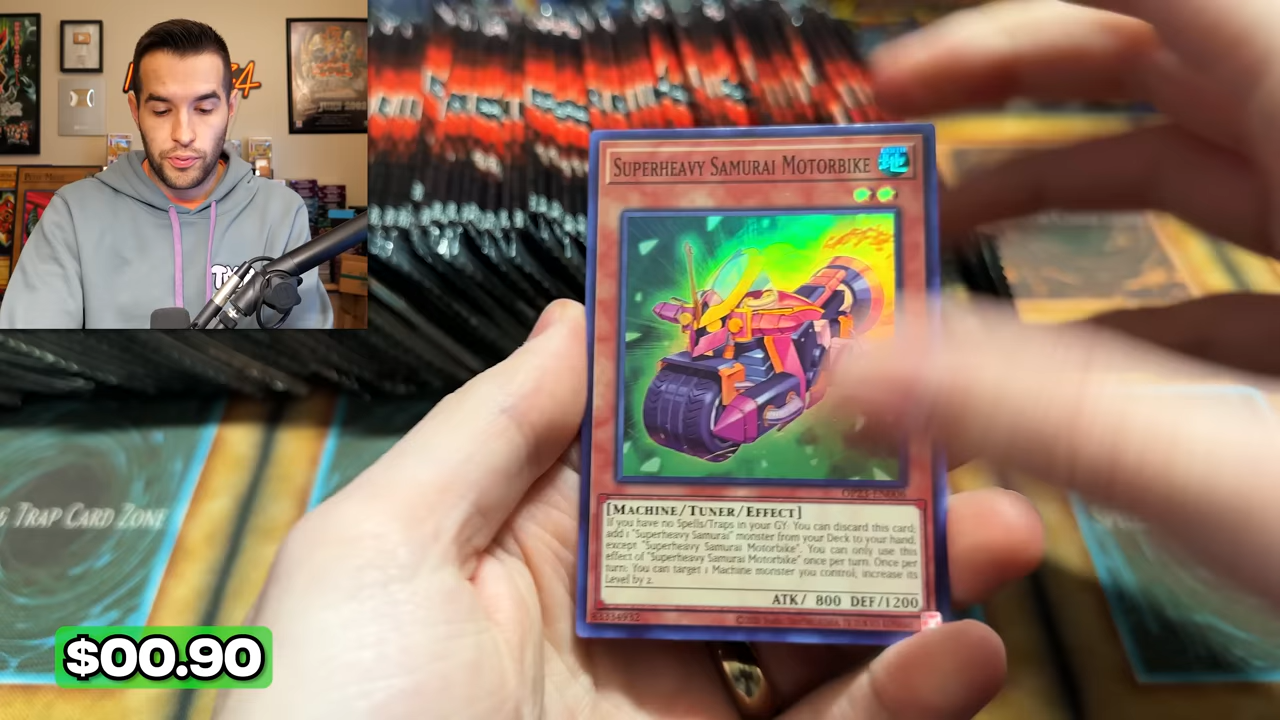 SUPERHEAVY SAMURAI MOTORBIKE
[MACHINE/TUNER/EFFECT]
If you have no Spells/Traps in your GY: You can discard this card;
add 1 "Superheavy Samurai" monster from your Deck to your hand,
except "Superheavy Samurai Motorbike". You can only use this
effect of "Superheavy Samurai Motorbike" once per turn. Once per
turn: You can target 1 Machine monster you control; increase its
Level by 2.
ATK/ 800 DEF/1200
TRAP CARD ZONE
$00.90